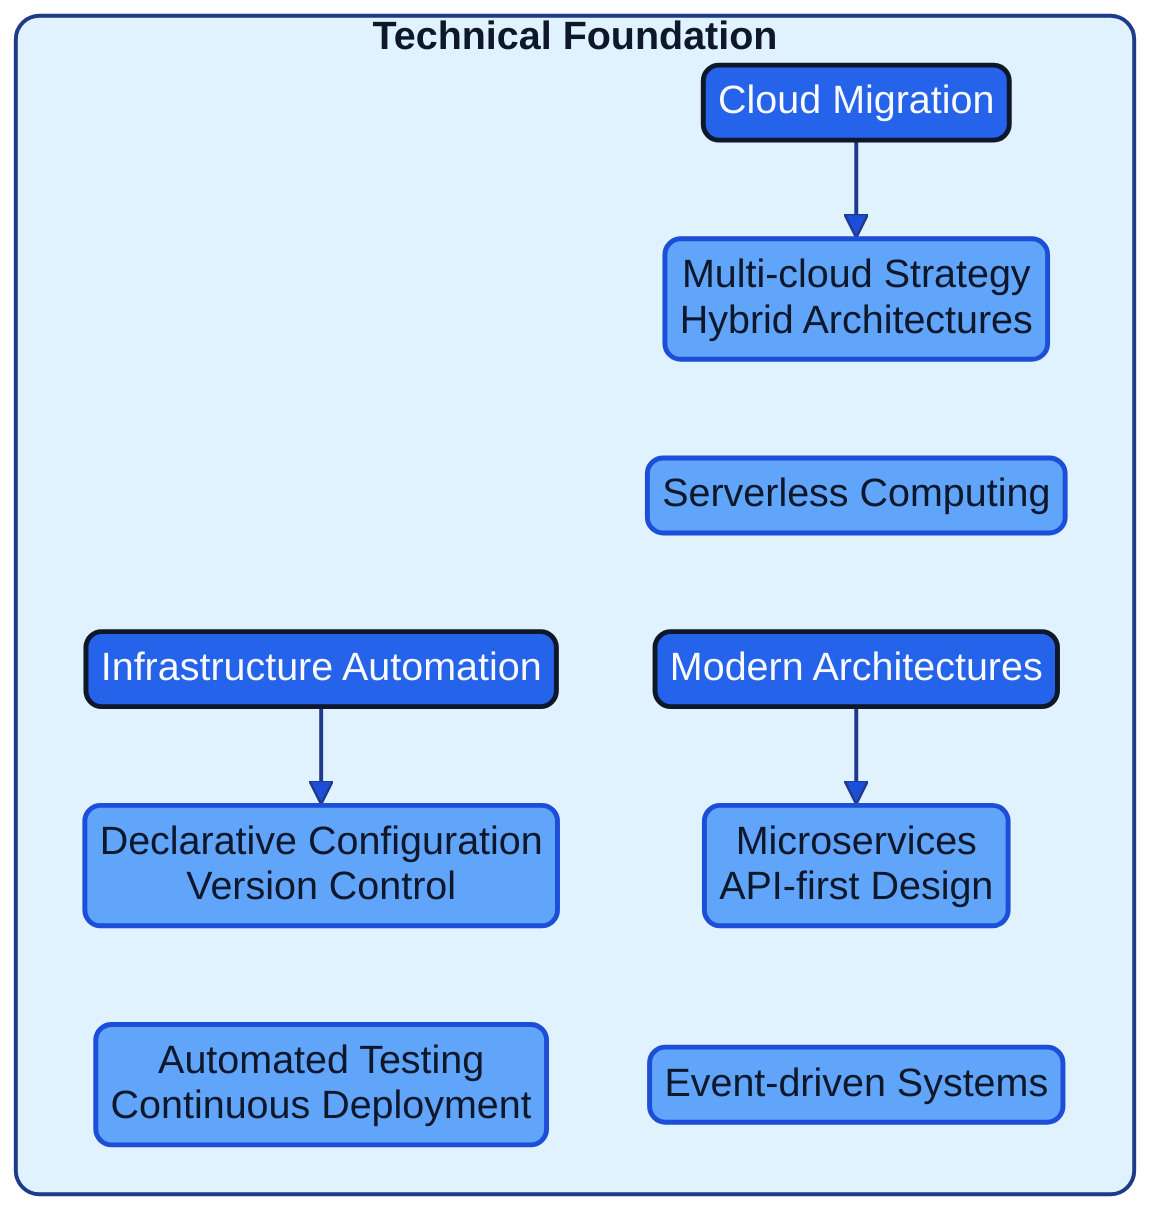 Technical Foundation
Cloud Migration
Multi-cloud Strategy
Hybrid Architectures
Serverless Computing
Infrastructure Automation
Modern Architectures
Declarative Configuration
Version Control
Microservices
API-first Design
Automated Testing
Continuous Deployment
Event-driven Systems